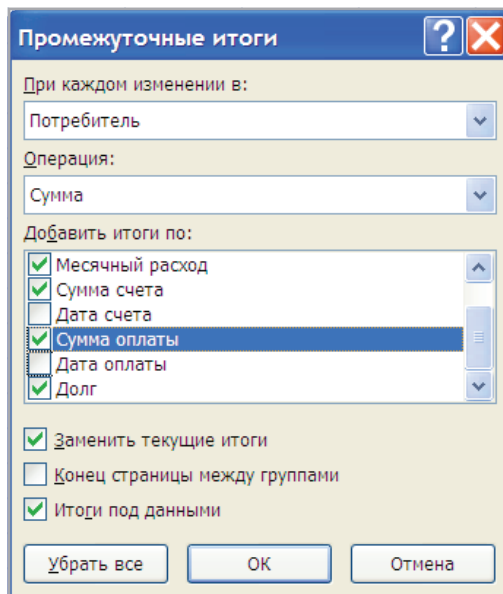 Промежуточные итоги
При каждом изменении в:
Потребитель
Операция:
Сумма
Добавить итоги по:
Месячный расход
Сумма счета
Дата счета
Сумма оплаты
Дата оплаты
Долг
Заменить текущие итоги
Конец страницы между группами
Итоги под данными
Убрать все ОК Отмена